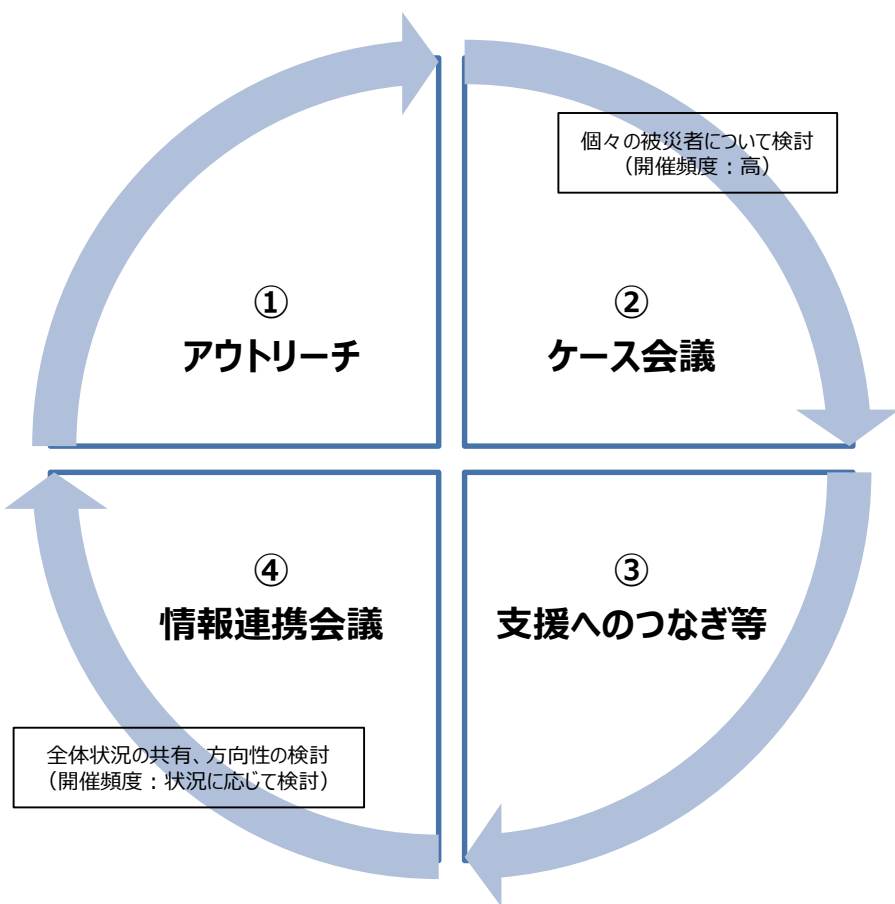 ①
アウトリーチ
個々の被災者について検討
（開催頻度：高）
②
ケース会議
③
支援へのつなぎ等
④
情報連携会議
全体状況の共有、方向性の検討
（開催頻度：状況に応じて検討）